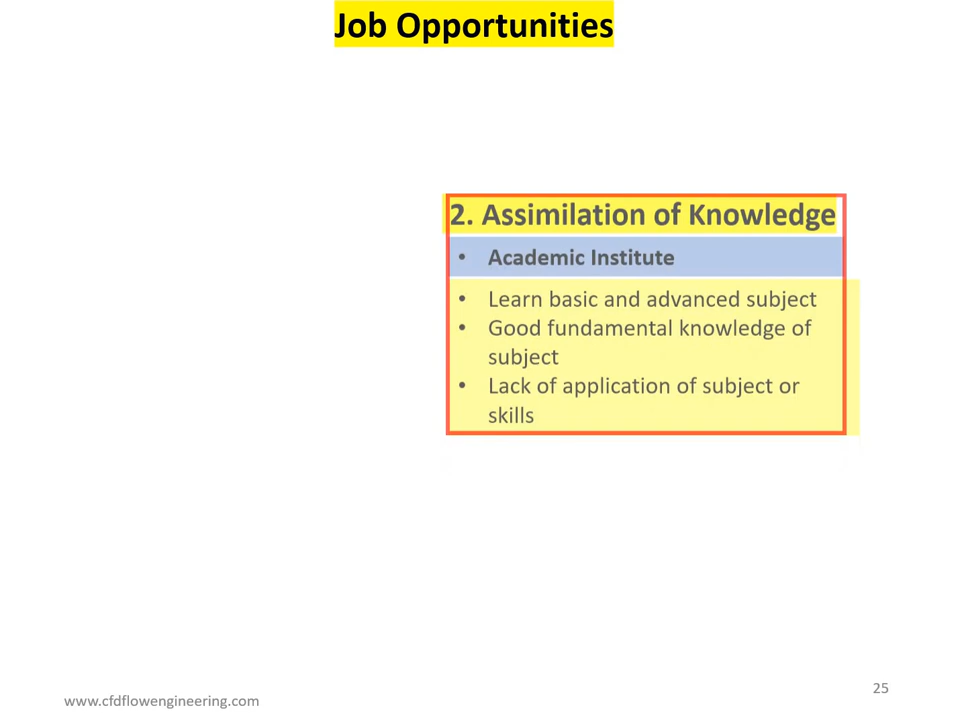 Job Opportunities
2. Assimilation of Knowledge
• Academic Institute
• Learn basic and advanced subject
• Good fundamental knowledge of
subject
• Lack of application of subject or
skills
www.cfdflowengineering.com
25